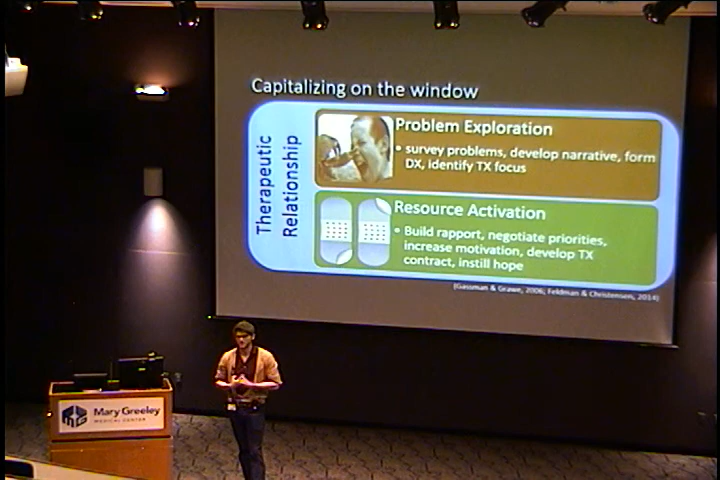 Capitalizing on the window
Therapeutic
Relationship
Problem Exploration
• survey problems, develop narrative, form
DX, identify TX focus
Resource Activation
• Build rapport, negotiate priorities,
increase motivation, develop TX
contract, instill hope
(Gassman & Grawe, 2006; Feldman & Christensen, 2014)
Mary Greeley
MEDICAL CENTER